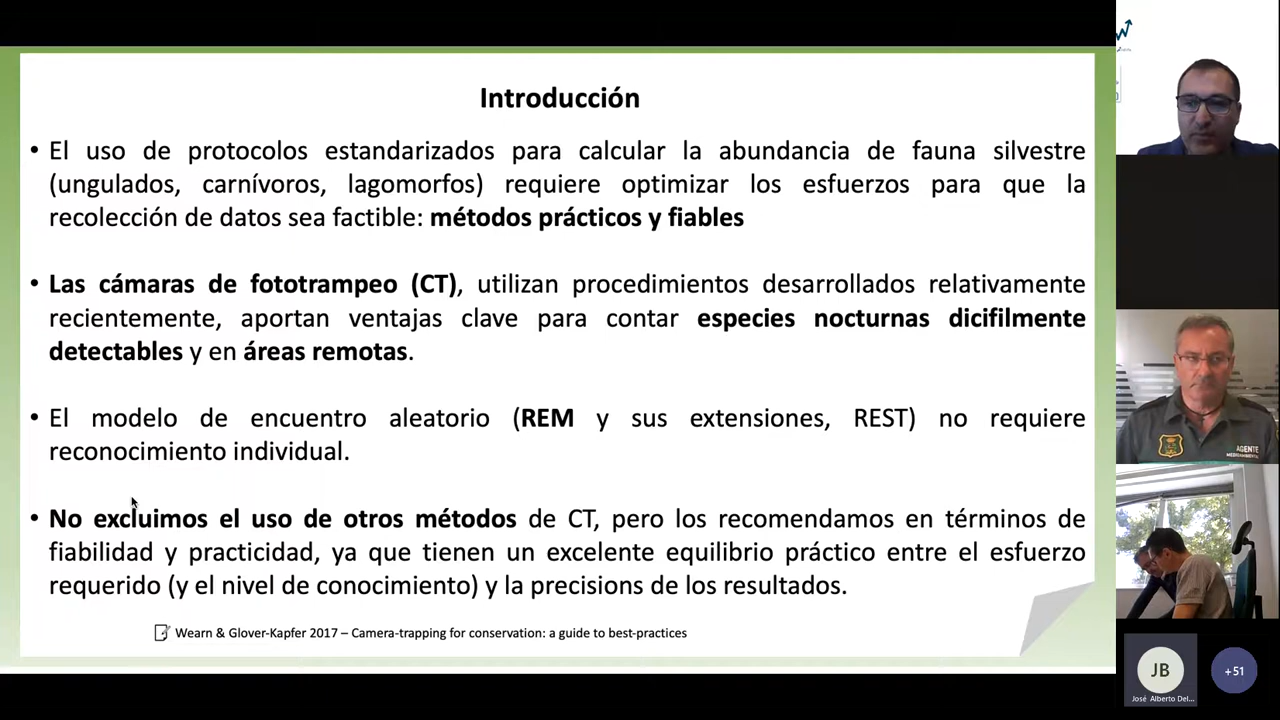 Introducción
• El uso de protocolos estandarizados para calcular la abundancia de fauna silvestre
(ungulados, carnívoros, lagomorfos) requiere optimizar los esfuerzos para que la
recolección de datos sea factible: métodos prácticos y fiables
• Las cámaras de fototrampeo (CT), utilizan procedimientos desarrollados relativamente
recientemente, aportan ventajas clave para contar especies nocturnas dicifilmente
detectables y en áreas remotas.
• El modelo de encuentro aleatorio (REM y sus extensiones, REST) no requiere
reconocimiento individual.
• No excluimos el uso de otros métodos de CT, pero los recomendamos en términos de
fiabilidad y practicidad, ya que tienen un excelente equilibrio práctico entre el esfuerzo
requerido (y el nivel de conocimiento) y la precisions de los resultados.
Wearn & Glover-Kapfer 2017 – Camera-trapping for conservation: a guide to best-practices
AGENTE
JB
José Alberto Del...
+51